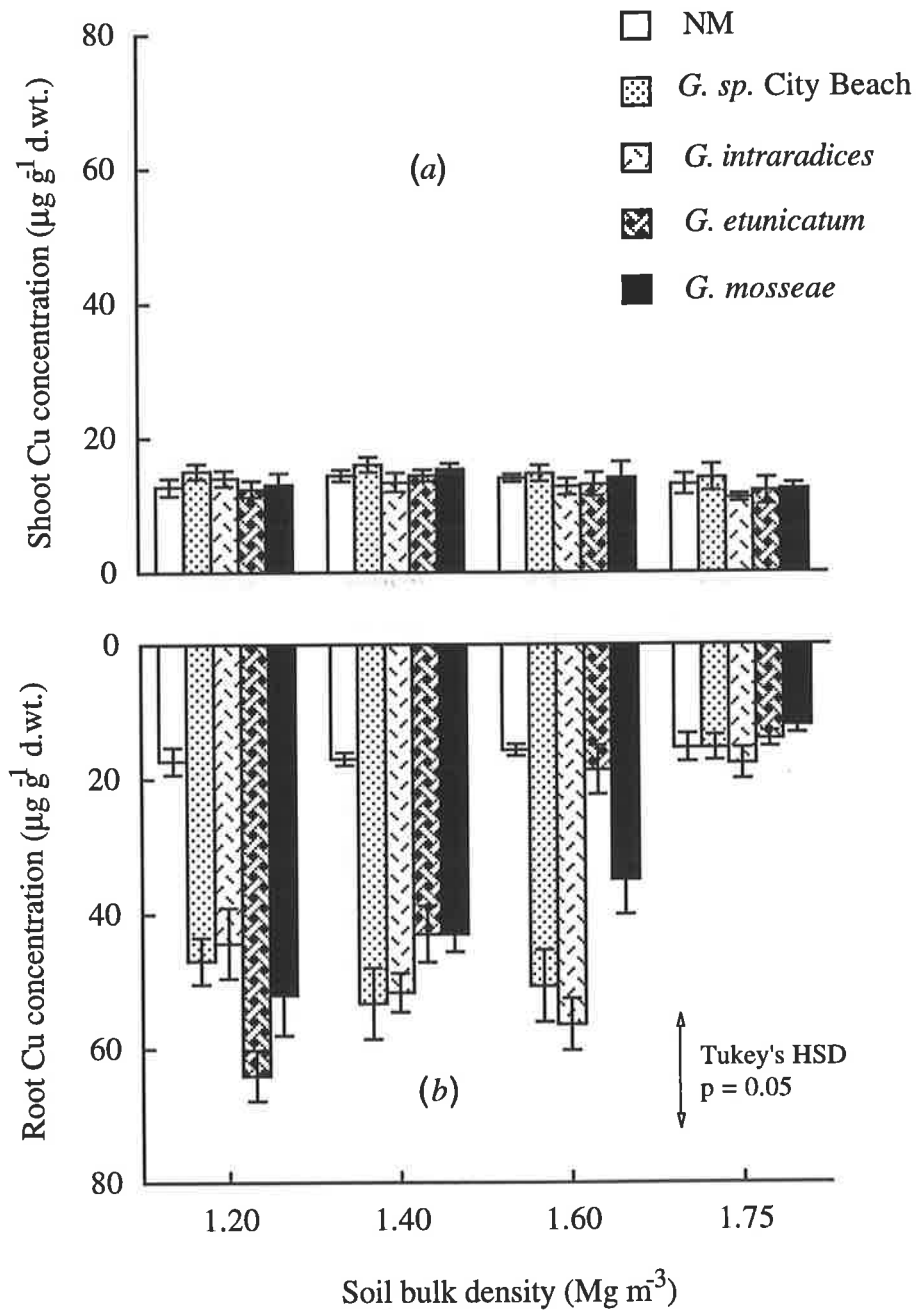 80
60
40
20
0
Shoot Cu concentration (µg g⁻¹ d.wt.)
(a)
NM
G. sp. City Beach
G. intraradices
G. etunicatum
G. mosseae
0
20
40
60
80
Root Cu concentration (µg g⁻¹ d.wt.)
(b)
Tukey's HSD
p = 0.05
1.20 1.40 1.60 1.75
Soil bulk density (Mg m⁻³)